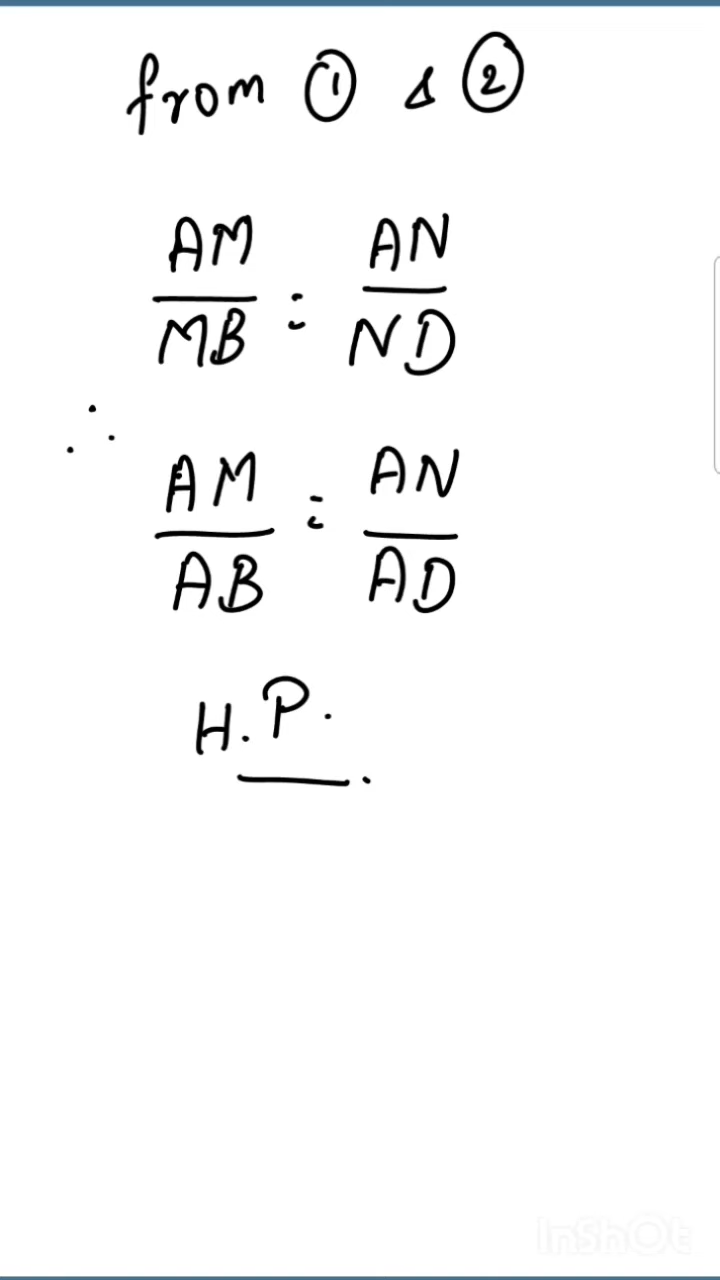 from ① & ②
AM/MB = AN/ND
∴ AM/AB = AN/AD
H.P.
InShOt